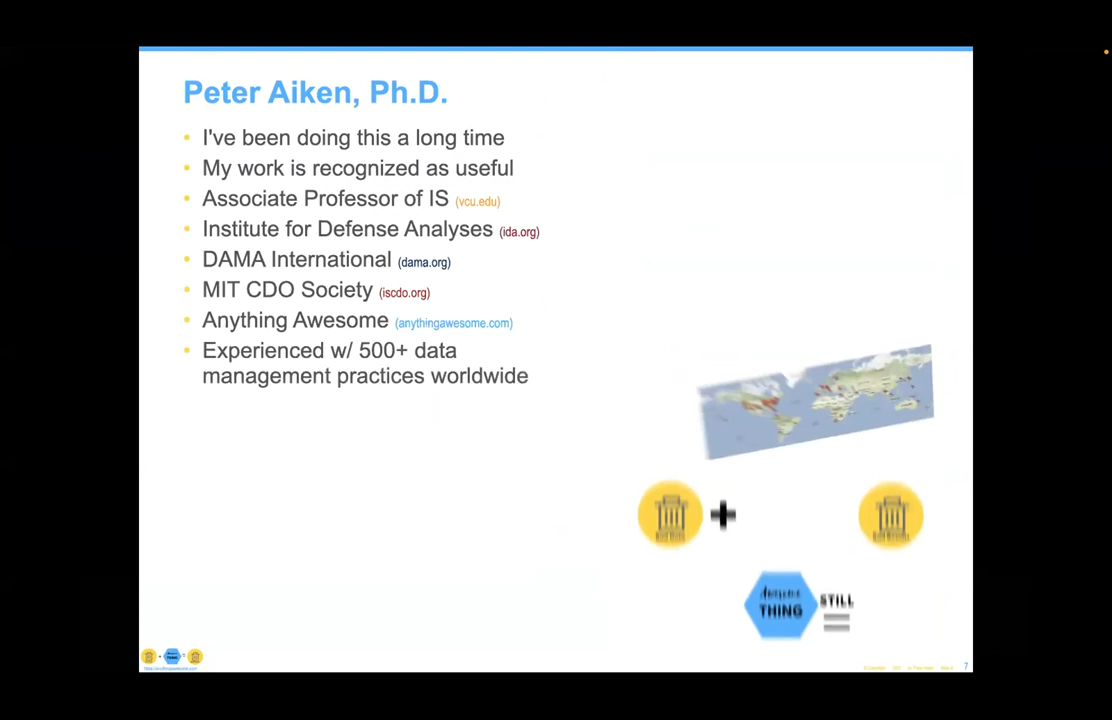 Peter Aiken, Ph.D.
• I've been doing this a long time
• My work is recognized as useful
• Associate Professor of IS (vcu.edu)
• Institute for Defense Analyses (ida.org)
• DAMA International (dama.org)
• MIT CDO Society (iscdo.org)
• Anything Awesome (anythingawesome.com)
• Experienced w/ 500+ data
management practices worldwide
+
THING
STILL
=
7